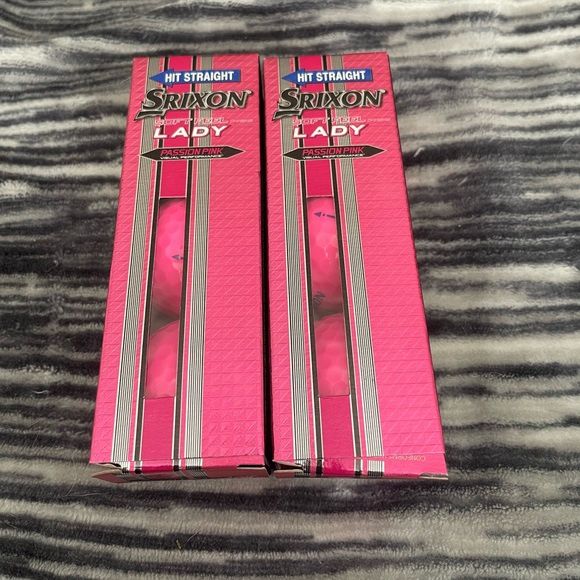 HIT STRAIGHT
SRIXON
SOFT FEEL
LADY
PASSION PINK
VISUAL PERFORMANCE
HIT STRAIGHT
SRIXON
SOFT FEEL
LADY
PASSION PINK
VISUAL PERFORMANCE